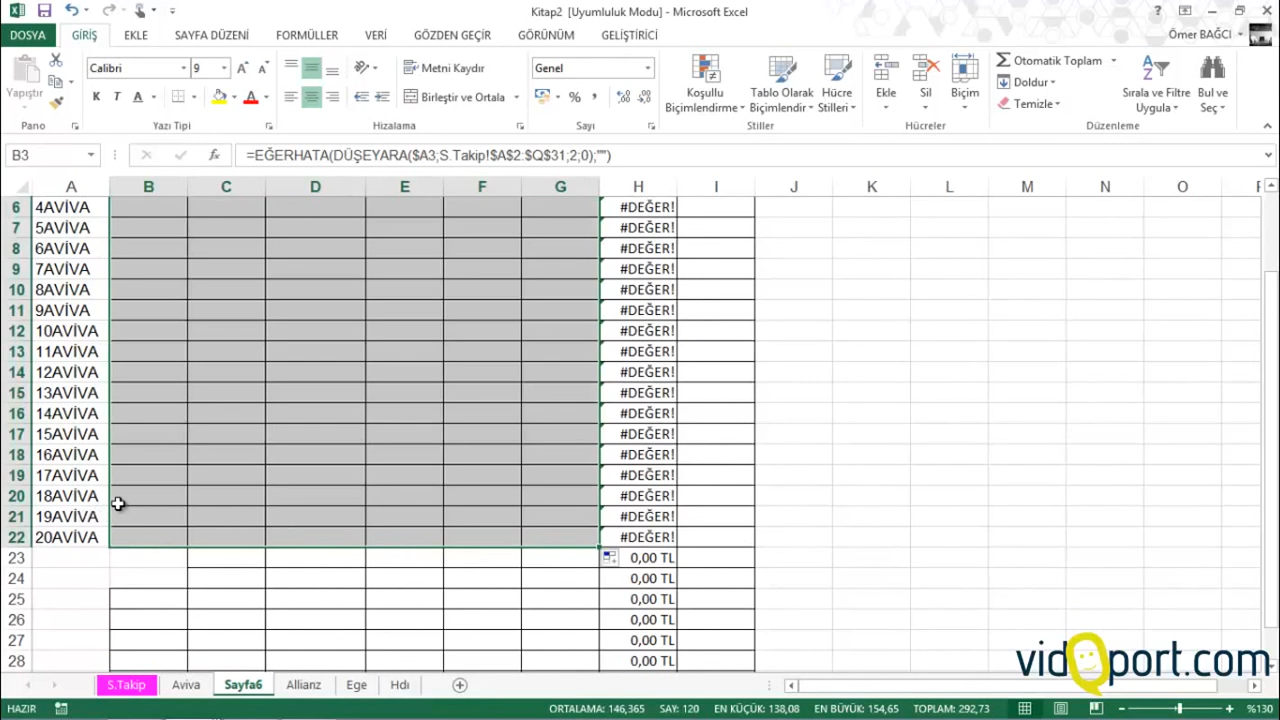 Kitap2 [Uyumluluk Modu] - Microsoft Excel
DOSYA GİRİŞ EKLE SAYFA DÜZENİ FORMÜLLER VERİ GÖZDEN GEÇİR GÖRÜNÜM GELİŞTİRİCİ Ömer BAĞCI
Yapıştır
Pano
Calibri 9
K T A
Yazı Tipi
Metni Kaydır
Birleştir ve Ortala
Hizalama
Genel
Sayı
Koşullu Biçimlendirme
Tablo Olarak Biçimlendir
Hücre Stilleri
Stiller
Ekle
Sil
Biçim
Hücreler
Otomatik Toplam
Doldur
Temizle
Sırala ve Filtre Uygula
Bul ve Seç
Düzenleme
B3 =EĞERHATA(DÜŞEYARA($A3;S.Takip!$A$2:$Q$31;2;0);"")
A B C D E F G H I J K L M N O P
6 4AVİVA #DEĞER!
7 5AVİVA #DEĞER!
8 6AVİVA #DEĞER!
9 7AVİVA #DEĞER!
10 8AVİVA #DEĞER!
11 9AVİVA #DEĞER!
12 10AVİVA #DEĞER!
13 11AVİVA #DEĞER!
14 12AVİVA #DEĞER!
15 13AVİVA #DEĞER!
16 14AVİVA #DEĞER!
17 15AVİVA #DEĞER!
18 16AVİVA #DEĞER!
19 17AVİVA #DEĞER!
20 18AVİVA #DEĞER!
21 19AVİVA #DEĞER!
22 20AVİVA #DEĞER!
23 0,00 TL
24 0,00 TL
25 0,00 TL
26 0,00 TL
27 0,00 TL
28 0,00 TL
vidoport.com
S.Takip Aviva Sayfa6 Allianz Ege Hdı
HAZIR ORTALAMA: 146,365 SAY: 120 EN KÜÇÜK: 138,08 EN BÜYÜK: 154,65 TOPLAM: 292,73 %130